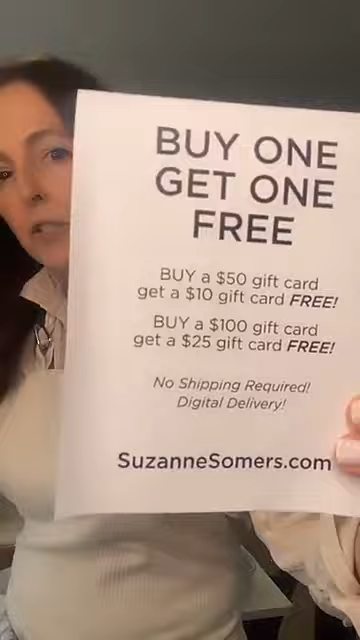 BUY ONE
GET ONE
FREE
BUY a $50 gift card
get a $10 gift card FREE!
BUY a $100 gift card
get a $25 gift card FREE!
No Shipping Required!
Digital Delivery!
SuzanneSomers.com